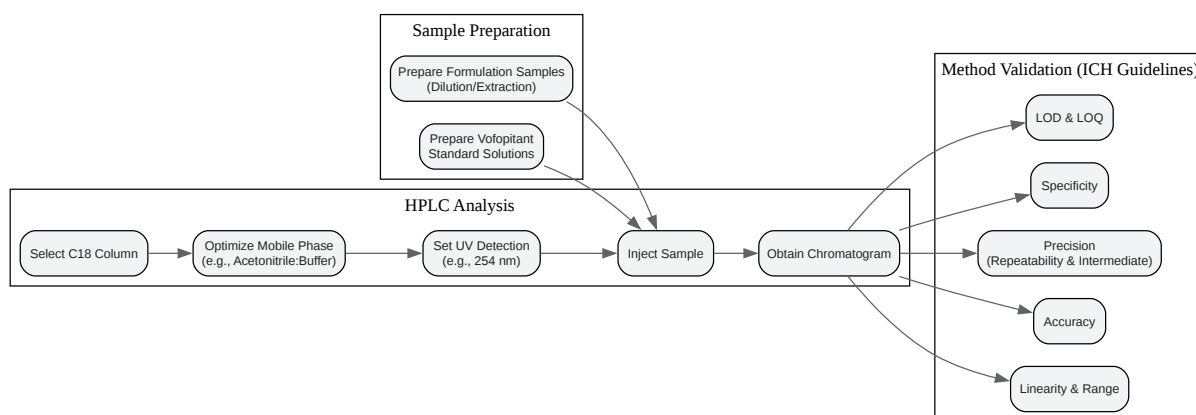 Sample Preparation
Prepare Formulation Samples
(Dilution/Extraction)
Prepare Vofopitant
Standard Solutions
HPLC Analysis
Select C18 Column
Optimize Mobile Phase
(e.g., Acetonitrile:Buffer)
Set UV Detection
(e.g., 254 nm)
Inject Sample
Obtain Chromatogram
Method Validation (ICH Guidelines)
LOD & LOQ
Specificity
Precision
(Repeatability & Intermediate)
Accuracy
Linearity & Range